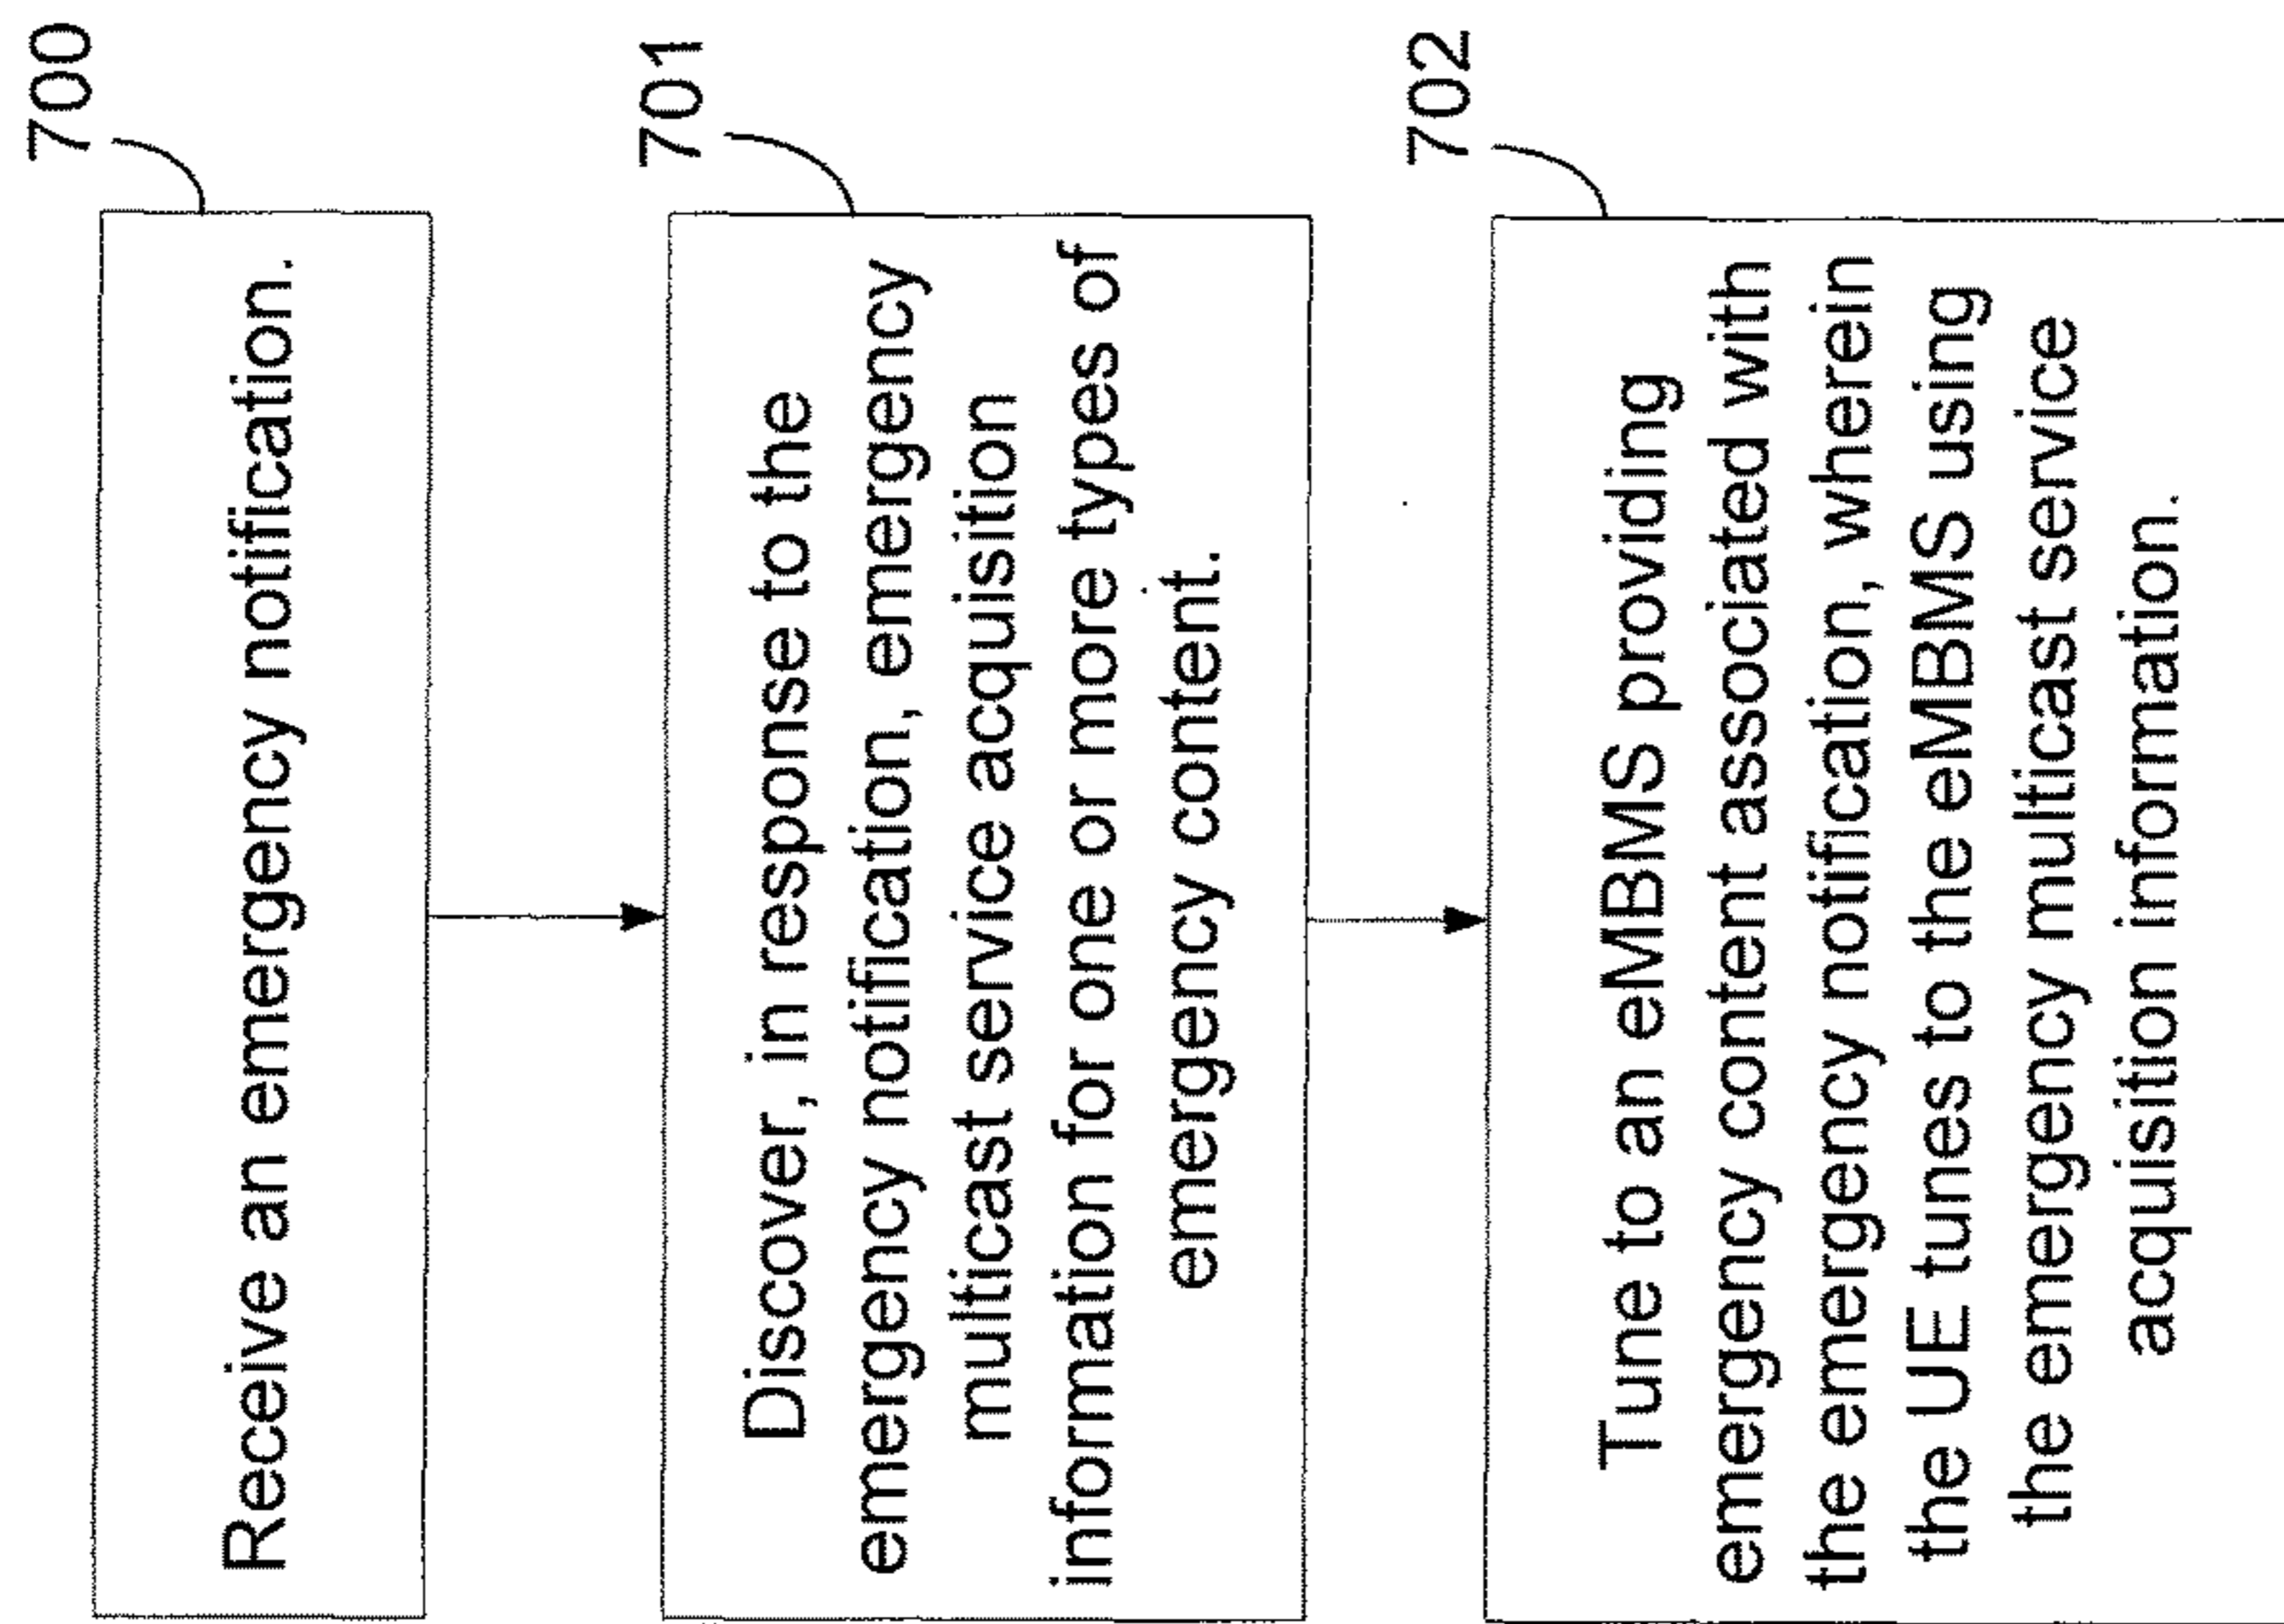 700
Receive an emergency notification.
701
Discover, in response to the
emergency notification, emergency
multicast service acquisition
information for one or more types of
emergency content.
702
Tune to an eMBMS providing
emergency content associated with
the emergency notification, wherein
the UE tunes to the eMBMS using
the emergency multicast service
acquisition information.